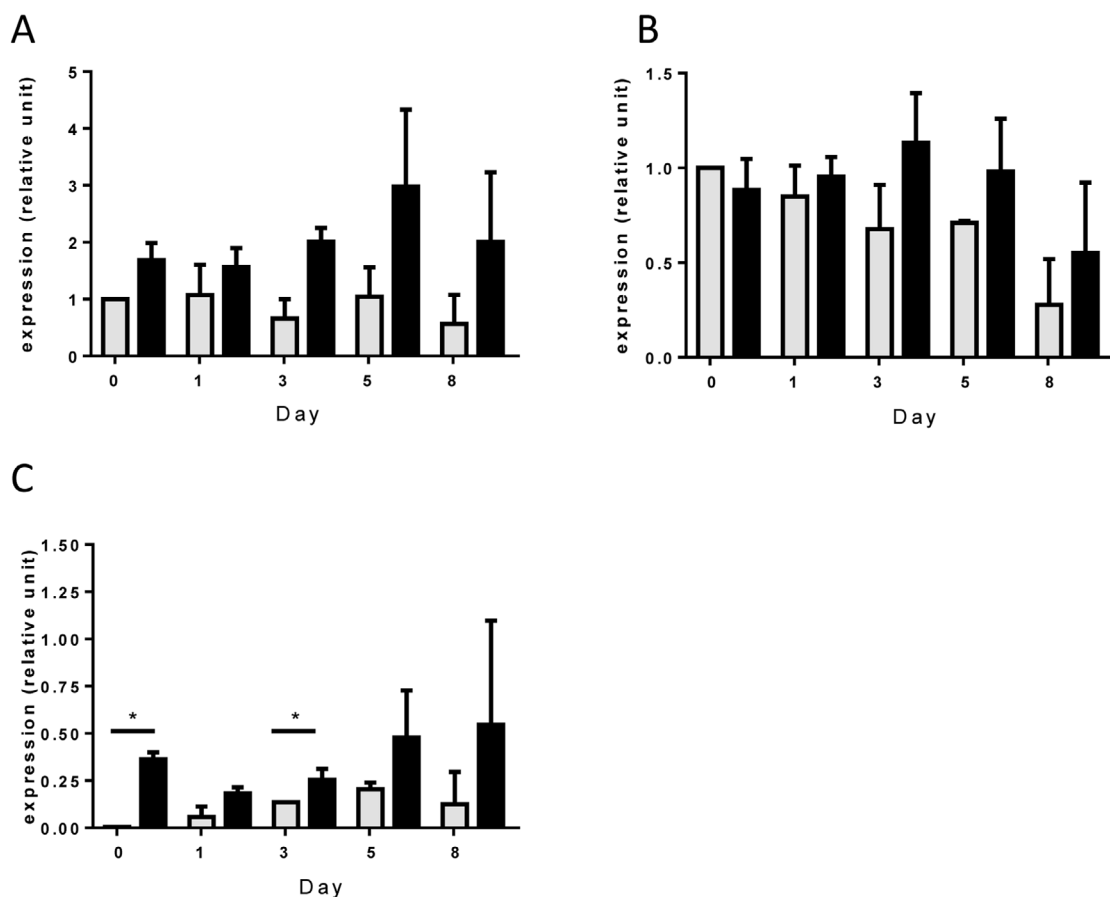 A
expression (relative unit)
5
4
3
2
1
0
0 1 3 5 8
Day
B
expression (relative unit)
1.5
1.0
0.5
0.0
0 1 3 5 8
Day
C
expression (relative unit)
1.50
1.25
1.00
0.75
0.50
0.25
0.00
* *
0 1 3 5 8
Day